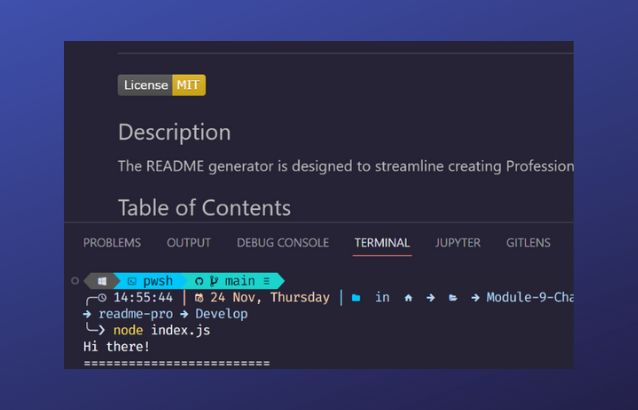 License MIT
Description
The README generator is designed to streamline creating Profession
Table of Contents
PROBLEMS OUTPUT DEBUG CONSOLE TERMINAL JUPYTER GITLENS
pwsh main
14:55:44 | 24 Nov, Thursday | in → → Module-9-Cha
→ readme-pro → Develop
❯ node index.js
Hi there!
==========================